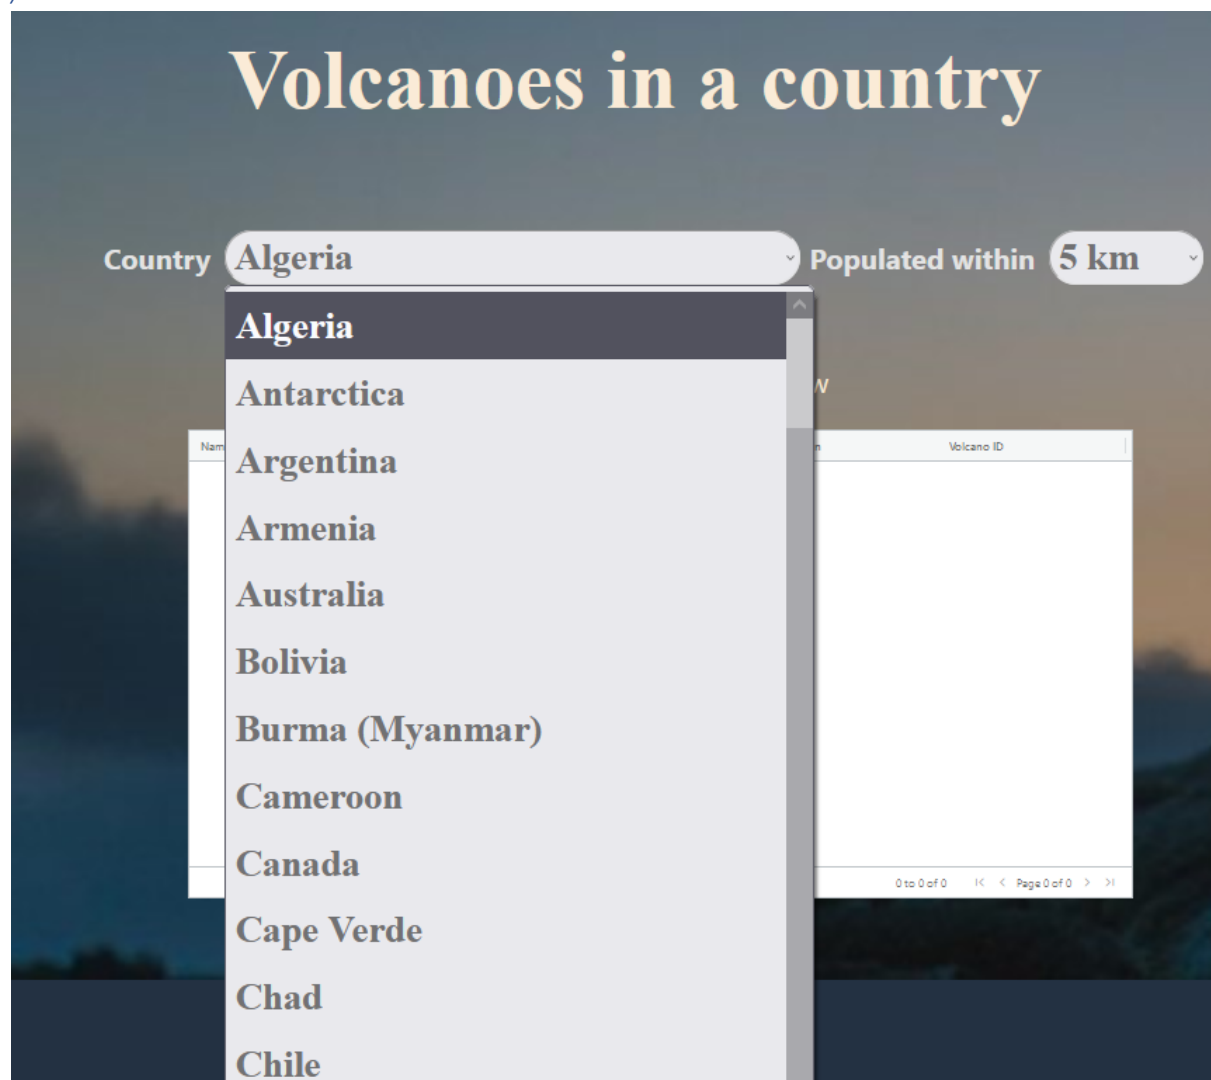 Volcanoes in a country
Country Algeria Populated within 5 km
Algeria
Antarctica
Argentina
Armenia
Australia
Bolivia
Burma (Myanmar)
Cameroon
Canada
Cape Verde
Chad
Chile
Volcano ID
0 to 0 of 0 Page 0 of 0